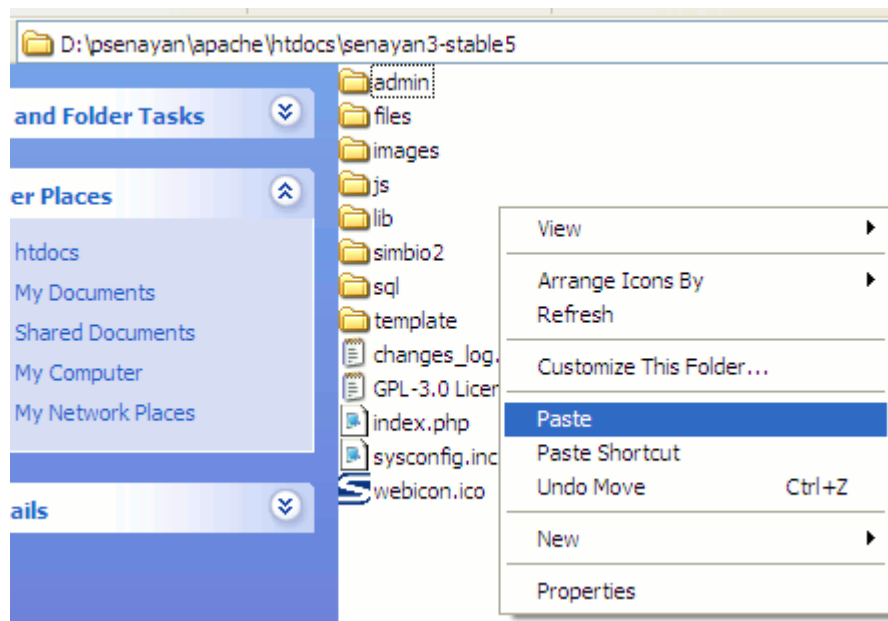 D:\psenayan\apache\htdocs\senayan3-stable5
and Folder Tasks
er Places
htdocs
My Documents
Shared Documents
My Computer
My Network Places
ails
admin
files
images
js
lib
simbio2
sql
template
changes_log.
GPL-3.0 Licer
index.php
sysconfig.inc
webicon.ico
View
Arrange Icons By
Refresh
Customize This Folder...
Paste
Paste Shortcut
Undo Move Ctrl+Z
New
Properties